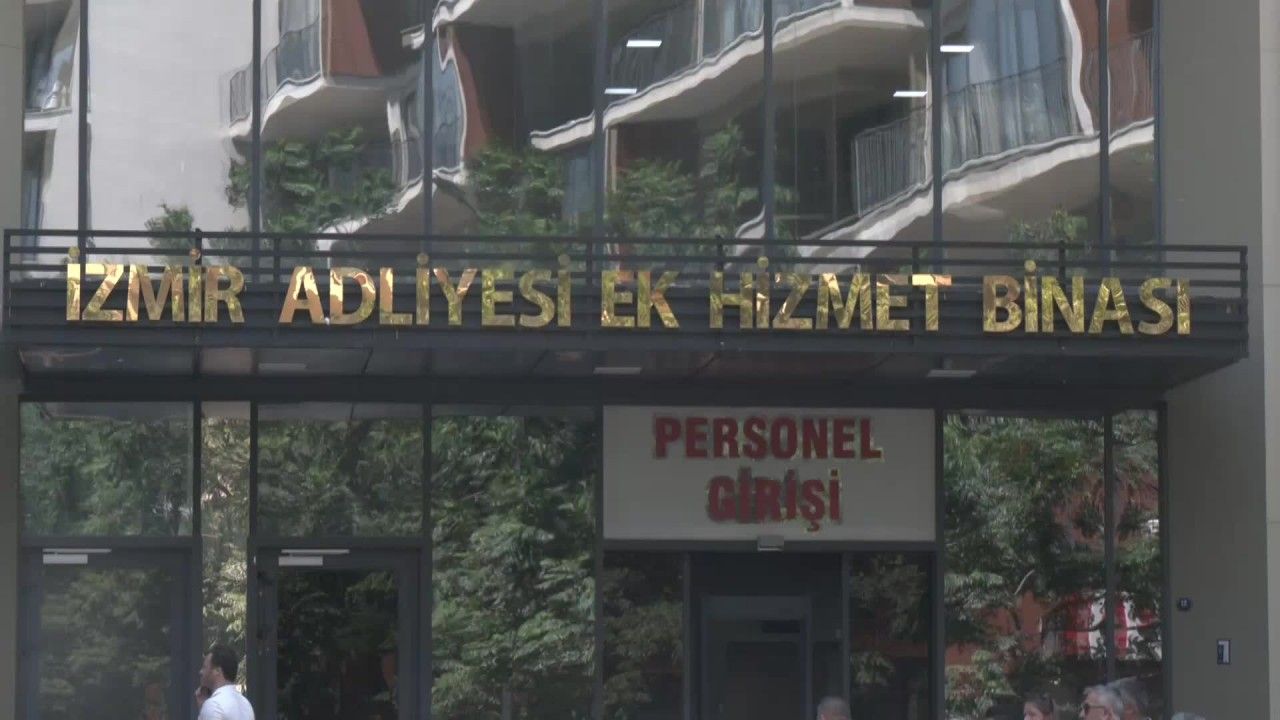 İZMİR ADLİYESİ EK HİZMET BİNASI
PERSONEL
GİRİŞİ